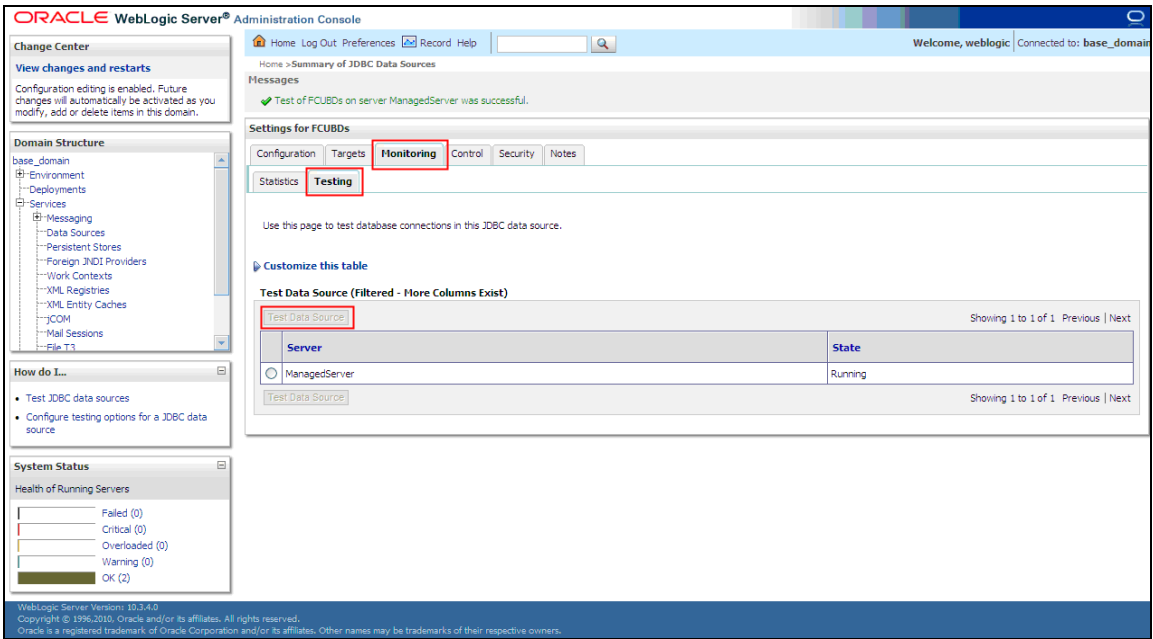 ORACLE WebLogic Server® Administration Console
Change Center
View changes and restarts
Configuration editing is enabled. Future
changes will automatically be activated as you
modify, add or delete items in this domain.
Domain Structure
base_domain
Environment
Deployments
Services
Messaging
Data Sources
Persistent Stores
Foreign JNDI Providers
Work Contexts
XML Registries
XML Entity Caches
jCOM
Mail Sessions
File T3
How do I...
Test JDBC data sources
Configure testing options for a JDBC data
source
System Status
Health of Running Servers
Failed (0)
Critical (0)
Overloaded (0)
Warning (0)
OK (2)
Home Log Out Preferences Record Help
Welcome, weblogic Connected to: base_domain
Home >Summary of JDBC Data Sources
Messages
Test of FCUBDs on server ManagedServer was successful.
Settings for FCUBDs
Configuration Targets Monitoring Control Security Notes
Statistics Testing
Use this page to test database connections in this JDBC data source.
Customize this table
Test Data Source (Filtered - More Columns Exist)
Test Data Source Showing 1 to 1 of 1 Previous | Next
Server State
ManagedServer Running
Test Data Source Showing 1 to 1 of 1 Previous | Next
WebLogic Server Version: 10.3.4.0
Copyright © 1996,2010, Oracle and/or its affiliates. All rights reserved.
Oracle is a registered trademark of Oracle Corporation and/or its affiliates. Other names may be trademarks of their respective owners.